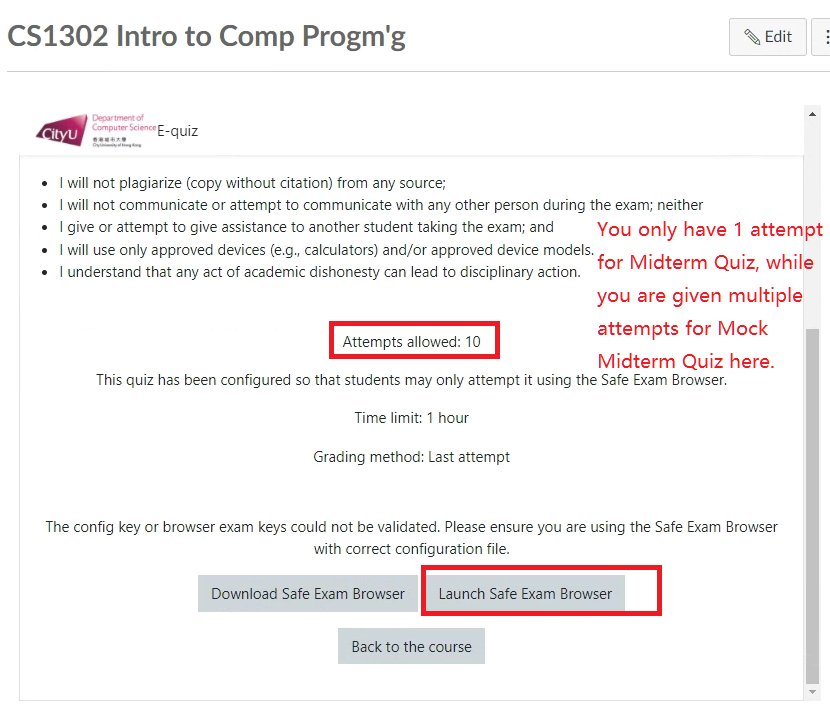 CS1302 Intro to Comp Progm'g
Edit
CityU
Department of
Computer Science
香港城市大學
City University of Hong Kong
E-quiz
I will not plagiarize (copy without citation) from any source;
I will not communicate or attempt to communicate with any other person during the exam; neither
I give or attempt to give assistance to another student taking the exam; and
I will use only approved devices (e.g., calculators) and/or approved device models.
I understand that any act of academic dishonesty can lead to disciplinary action.
You only have 1 attempt
for Midterm Quiz, while
you are given multiple
attempts for Mock
Midterm Quiz here.
Attempts allowed: 10
This quiz has been configured so that students may only attempt it using the Safe Exam Browser.
Time limit: 1 hour
Grading method: Last attempt
The config key or browser exam keys could not be validated. Please ensure you are using the Safe Exam Browser
with correct configuration file.
Download Safe Exam Browser
Launch Safe Exam Browser
Back to the course